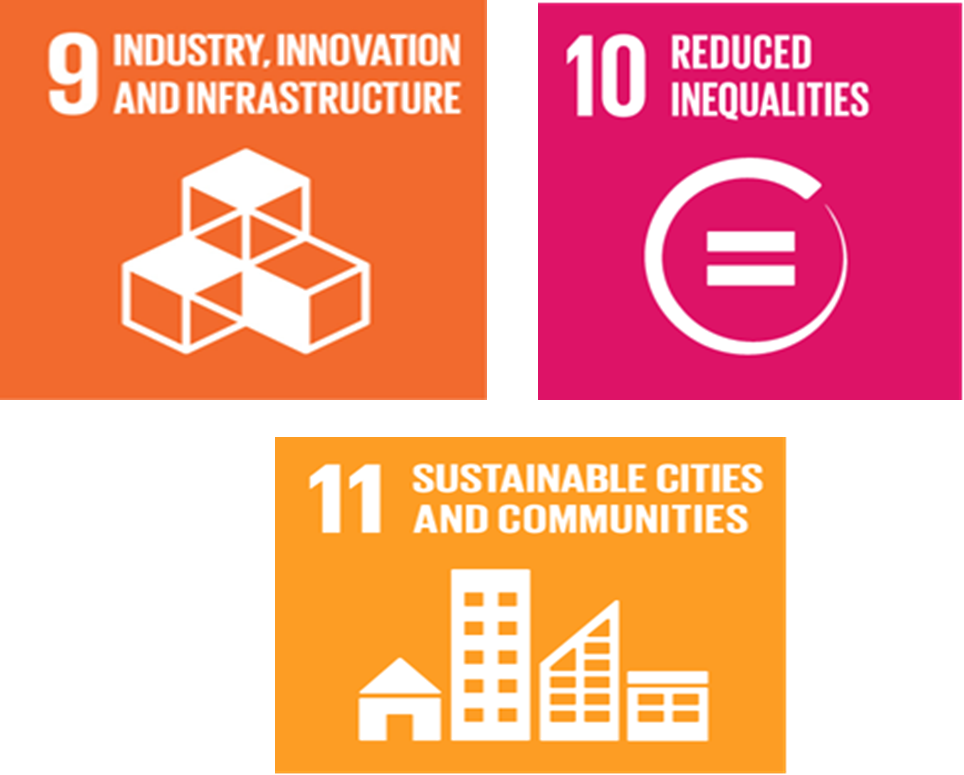 9 INDUSTRY, INNOVATION
AND INFRASTRUCTURE
10 REDUCED
INEQUALITIES
11 SUSTAINABLE CITIES
AND COMMUNITIES